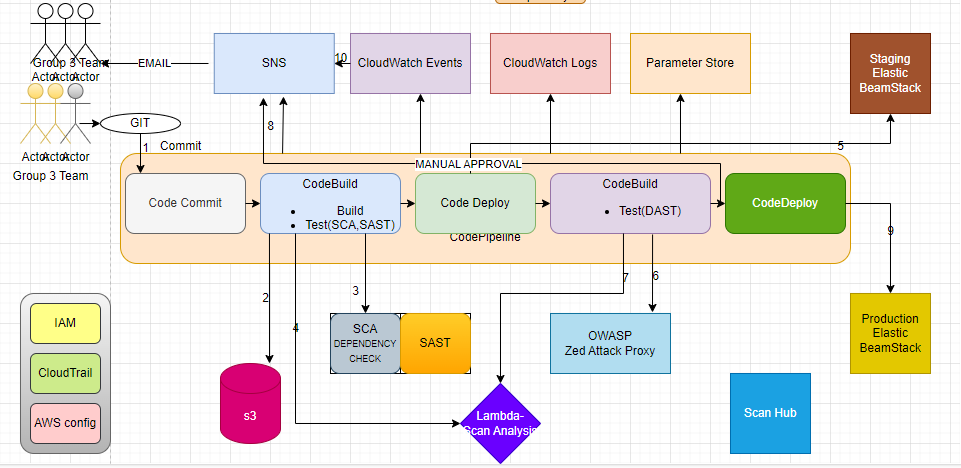 Group 3 Team
Actor
Actor
Actor
EMAIL
SNS
10
CloudWatch Events
CloudWatch Logs
Parameter Store
Staging
Elastic
BeamStack
GIT
1
Commit
8
5
Actor
Actor
Actor
Group 3 Team
MANUAL APPROVAL
Code Commit
CodeBuild
• Build
• Test(SCA,SAST)
Code Deploy
CodeBuild
• Test(DAST)
CodeDeploy
CodePipeline
9
2
3
4
7
6
IAM
CloudTrail
AWS config
SCA
DEPENDENCY
CHECK
SAST
OWASP
Zed Attack Proxy
Production
Elastic
BeamStack
s3
Lambda-
Scan Analysis
Scan Hub